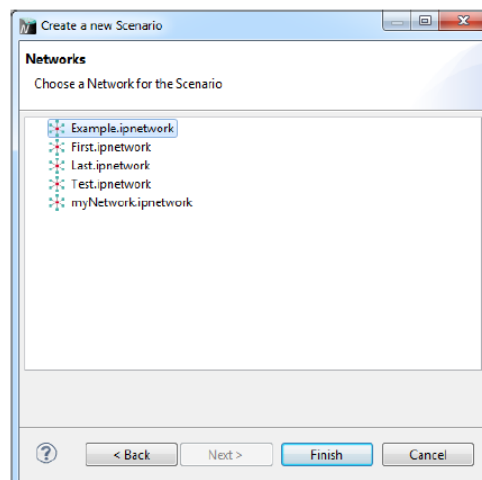 Create a new Scenario
Networks
Choose a Network for the Scenario
Example.ipnetwork
First.ipnetwork
Last.ipnetwork
Test.ipnetwork
myNetwork.ipnetwork
? < Back Next > Finish Cancel